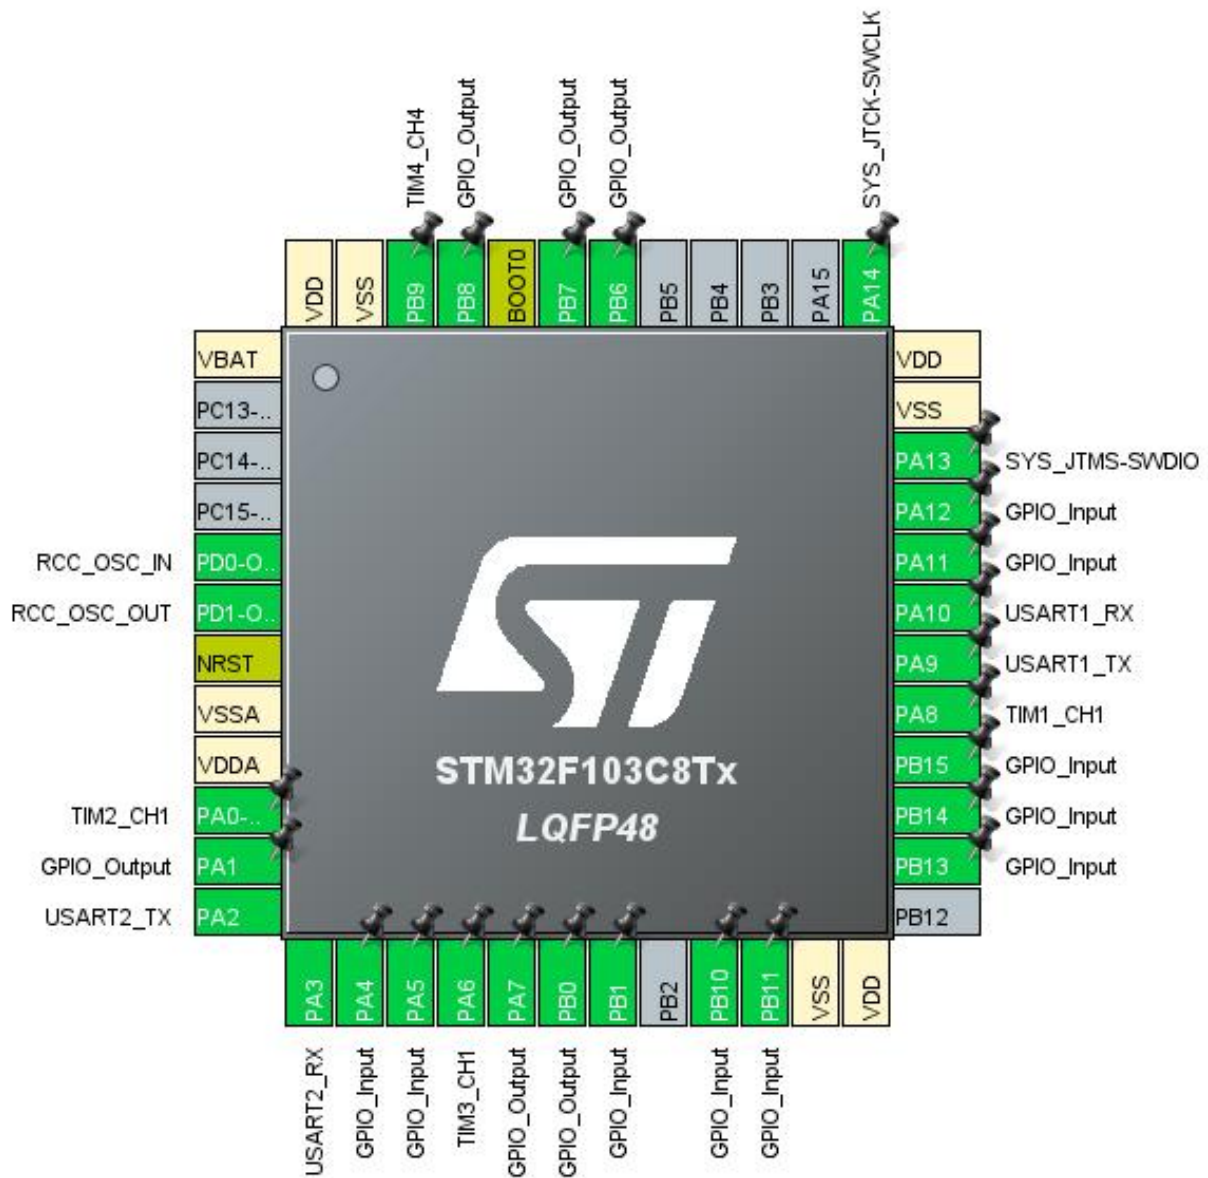 TIM4_CH4
GPIO_Output
GPIO_Output
GPIO_Output
SYS_JTCK-SWCLK
VDD
VSS
PB9
PB8
BOOT0
PB7
PB6
PB5
PB4
PB3
PA15
PA14
VBAT
PC13-..
PC14-..
PC15-..
RCC_OSC_IN PD0-O..
RCC_OSC_OUT PD1-O..
NRST
VSSA
VDDA
TIM2_CH1 PA0-..
GPIO_Output PA1
USART2_TX PA2
VDD
VSS
PA13 SYS_JTMS-SWDIO
PA12 GPIO_Input
PA11 GPIO_Input
PA10 USART1_RX
PA9 USART1_TX
PA8 TIM1_CH1
PB15 GPIO_Input
PB14 GPIO_Input
PB13 GPIO_Input
PB12
ST
STM32F103C8Tx
LQFP48
PA3
PA4
PA5
PA6
PA7
PB0
PB1
PB2
PB10
PB11
VSS
VDD
USART2_RX
GPIO_Input
GPIO_Input
TIM3_CH1
GPIO_Output
GPIO_Output
GPIO_Input
GPIO_Input
GPIO_Input